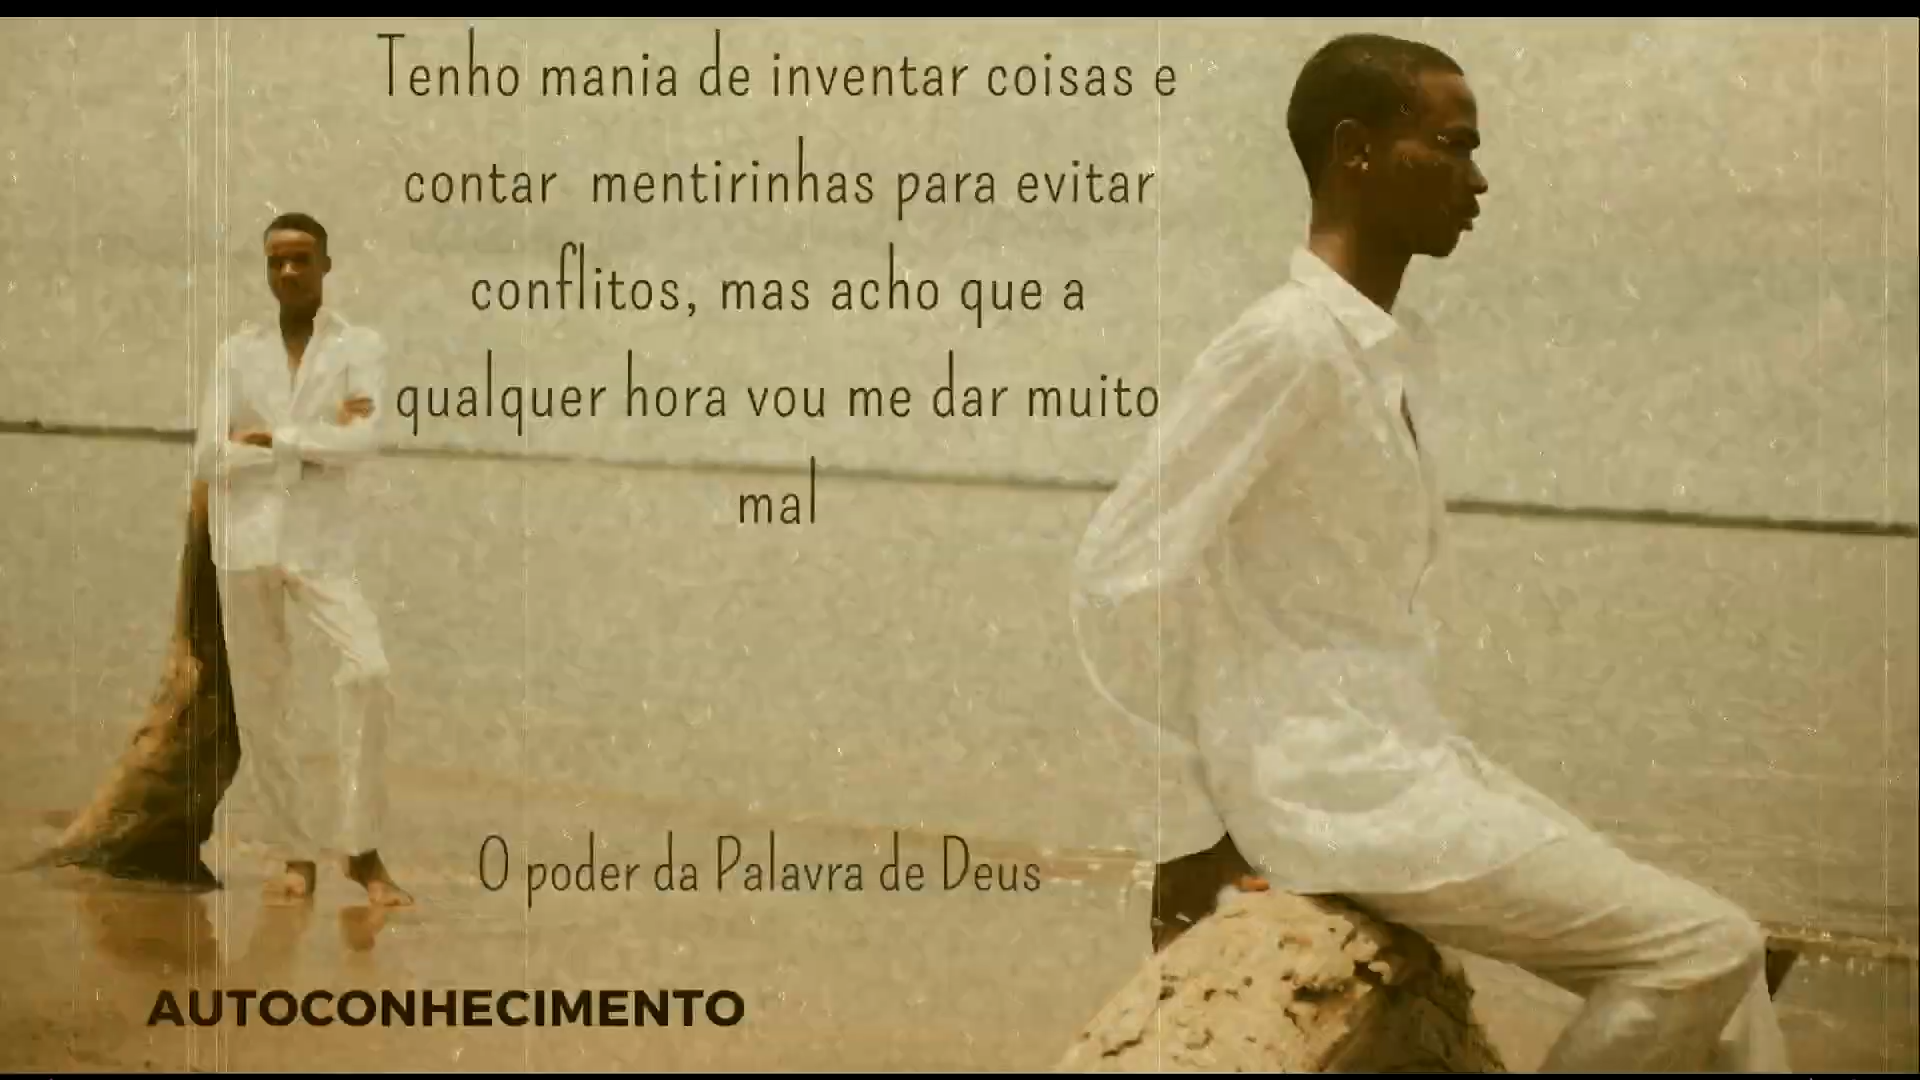 Tenho mania de inventar coisas e
contar mentirinhas para evitar
conflitos, mas acho que a
qualquer hora vou me dar muito
mal
O poder da Palavra de Deus
AUTOCONHECIMENTO